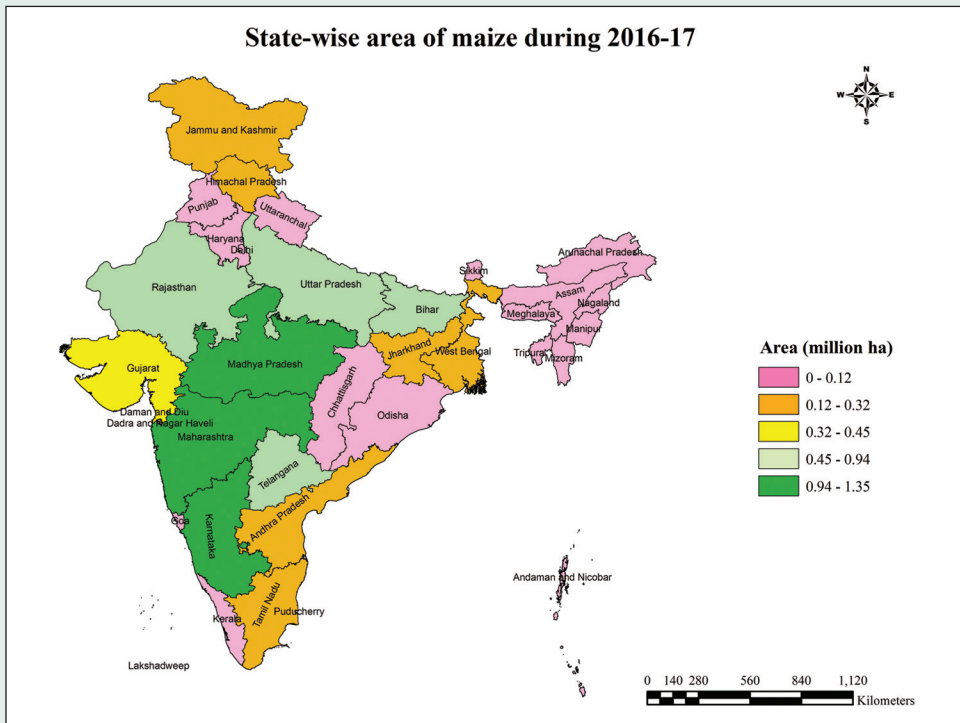 State-wise area of maize during 2016-17
N
W E
S
Jammu and Kashmir
Himachal Pradesh
Punjab
Uttaranchal
Haryana
Delhi
Arunachal Pradesh
Sikkim
Rajasthan
Uttar Pradesh
Assam
Nagaland
Bihar
Meghalaya
Manipur
Jharkhand
West Bengal
Tripura
Mizoram
Gujarat
Madhya Pradesh
Chhattisgarh
Odisha
Daman and Diu
Dadra and Nagar Haveli
Maharashtra
Telangana
Andhra Pradesh
Goa
Karnataka
Andaman and Nicobar
Tamil Nadu
Puducherry
Kerala
Lakshadweep
Area (million ha)
0 - 0.12
0.12 - 0.32
0.32 - 0.45
0.45 - 0.94
0.94 - 1.35
0 140 280 560 840 1,120
Kilometers